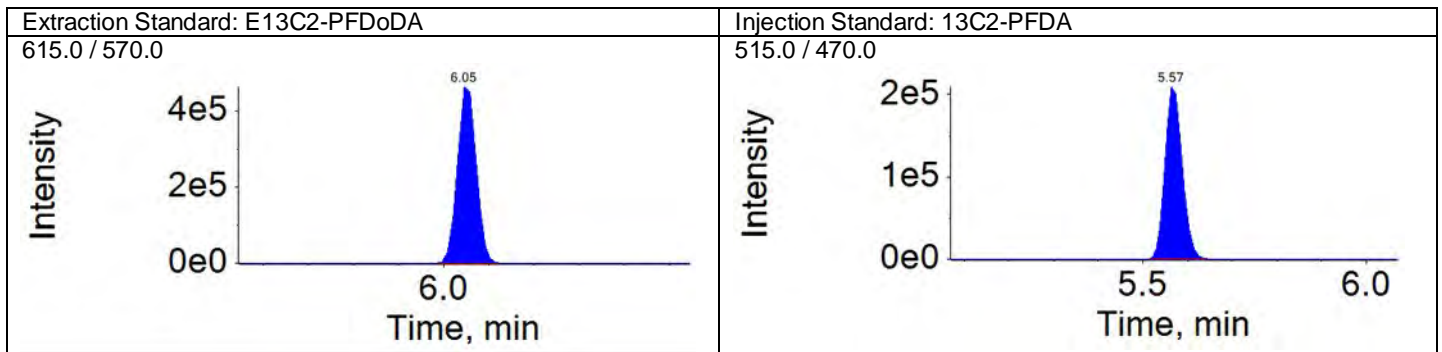 Extraction Standard: E13C2-PFDoDA
615.0 / 570.0
6.05
4e5
2e5
0e0
Intensity
6.0
Time, min
Injection Standard: 13C2-PFDA
515.0 / 470.0
5.57
2e5
1e5
0e0
Intensity
5.5 6.0
Time, min